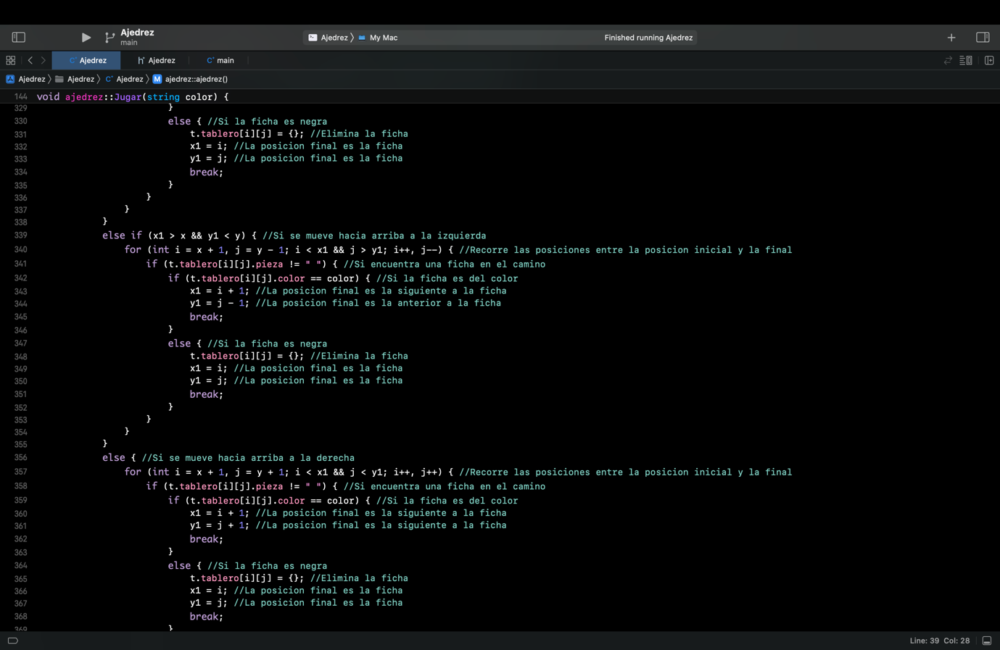 Ajedrez
main
Ajedrez 〉 My Mac
Finished running Ajedrez
C+ Ajedrez
h+ Ajedrez
C+ main
Ajedrez 〉 Ajedrez 〉 C+ Ajedrez 〉 M ajedrez::ajedrez()
144 void ajedrez::Jugar(string color) {
329 }
330 else { //Si la ficha es negra
331 t.tablero[i][j] = {}; //Elimina la ficha
332 x1 = i; //La posicion final es la ficha
333 y1 = j; //La posicion final es la ficha
334 break;
335 }
336 }
337 }
338 }
339 else if (x1 > x && y1 < y) { //Si se mueve hacia arriba a la izquierda
340 for (int i = x + 1, j = y - 1; i < x1 && j > y1; i++, j--) { //Recorre las posiciones entre la posicion inicial y la final
341 if (t.tablero[i][j].pieza != " ") { //Si encuentra una ficha en el camino
342 if (t.tablero[i][j].color == color) { //Si la ficha es del color
343 x1 = i + 1; //La posicion final es la siguiente a la ficha
344 y1 = j - 1; //La posicion final es la anterior a la ficha
345 break;
346 }
347 else { //Si la ficha es negra
348 t.tablero[i][j] = {}; //Elimina la ficha
349 x1 = i; //La posicion final es la ficha
350 y1 = j; //La posicion final es la ficha
351 break;
352 }
353 }
354 }
355 }
356 else { //Si se mueve hacia arriba a la derecha
357 for (int i = x + 1, j = y + 1; i < x1 && j < y1; i++, j++) { //Recorre las posiciones entre la posicion inicial y la final
358 if (t.tablero[i][j].pieza != " ") { //Si encuentra una ficha en el camino
359 if (t.tablero[i][j].color == color) { //Si la ficha es del color
360 x1 = i + 1; //La posicion final es la siguiente a la ficha
361 y1 = j + 1; //La posicion final es la siguiente a la ficha
362 break;
363 }
364 else { //Si la ficha es negra
365 t.tablero[i][j] = {}; //Elimina la ficha
366 x1 = i; //La posicion final es la ficha
367 y1 = j; //La posicion final es la ficha
368 break;
369 }
Line: 39 Col: 28